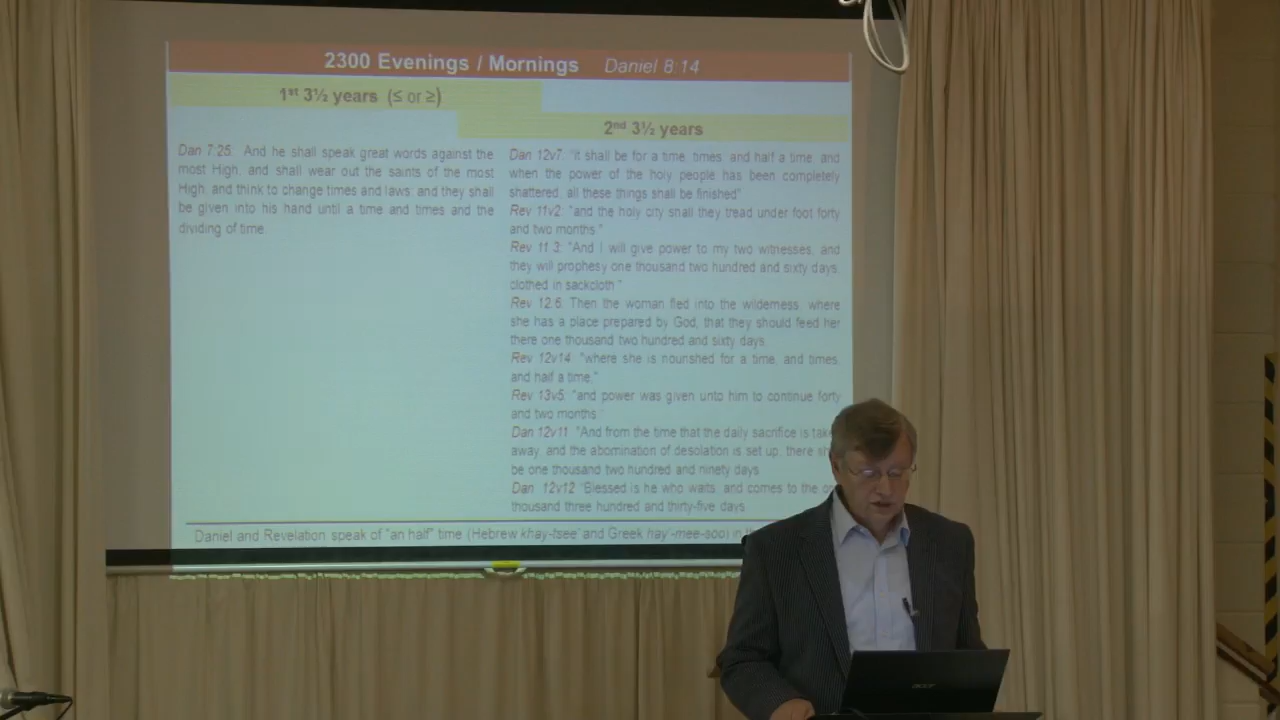 2300 Evenings / Mornings Daniel 8:14
1st 3½ years (≤ or ≥)
2nd 3½ years
Dan 7:25: And he shall speak great words against the
most High, and shall wear out the saints of the most
High, and think to change times and laws: and they shall
be given into his hand until a time and times and the
dividing of time.
Dan 12v7: "it shall be for a time, times, and half a time; and
when the power of the holy people has been completely
shattered, all these things shall be finished"
Rev 11v2: "and the holy city shall they tread under foot forty
and two months."
Rev 11:3: "And I will give power to my two witnesses, and
they will prophesy one thousand two hundred and sixty days,
clothed in sackcloth."
Rev 12:6: Then the woman fled into the wilderness, where
she has a place prepared by God, that they should feed her
there one thousand two hundred and sixty days.
Rev 12v14: "where she is nourished for a time, and times,
and half a time,"
Rev 13v5: "and power was given unto him to continue forty
and two months."
Dan 12v11: "And from the time that the daily sacrifice is
away, and the abomination of desolation is set up, there
be one thousand two hundred and ninety days
Dan 12v12 "Blessed is he who waits, and comes to the
thousand three hundred and thirty-five days
Daniel and Revelation speak of "an half" time (Hebrew khay-tsee' and Greek hay'-mee-soo) in
acer